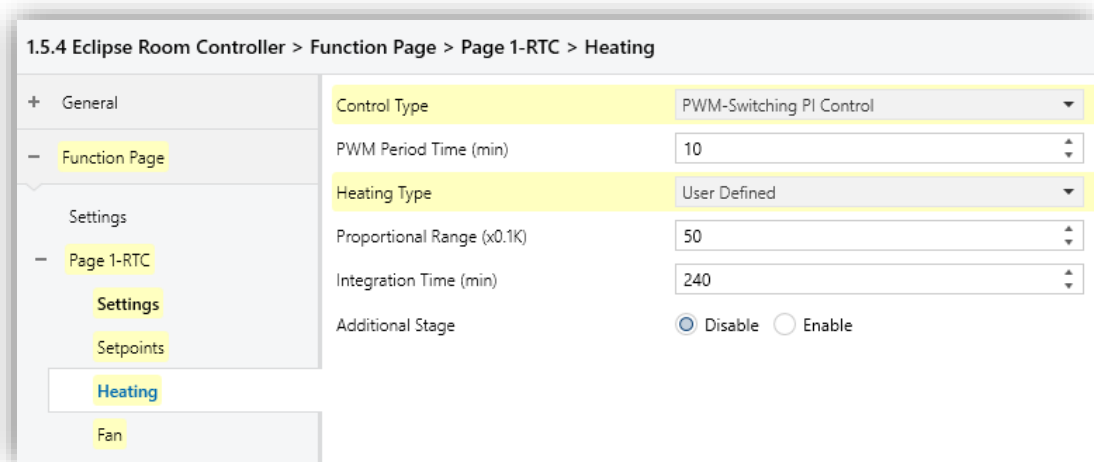 1.5.4 Eclipse Room Controller > Function Page > Page 1-RTC > Heating
+ General
− Function Page
Settings
− Page 1-RTC
Settings
Setpoints
Heating
Fan
Control Type PWM-Switching PI Control
PWM Period Time (min) 10
Heating Type User Defined
Proportional Range (x0.1K) 50
Integration Time (min) 240
Additional Stage Disable Enable